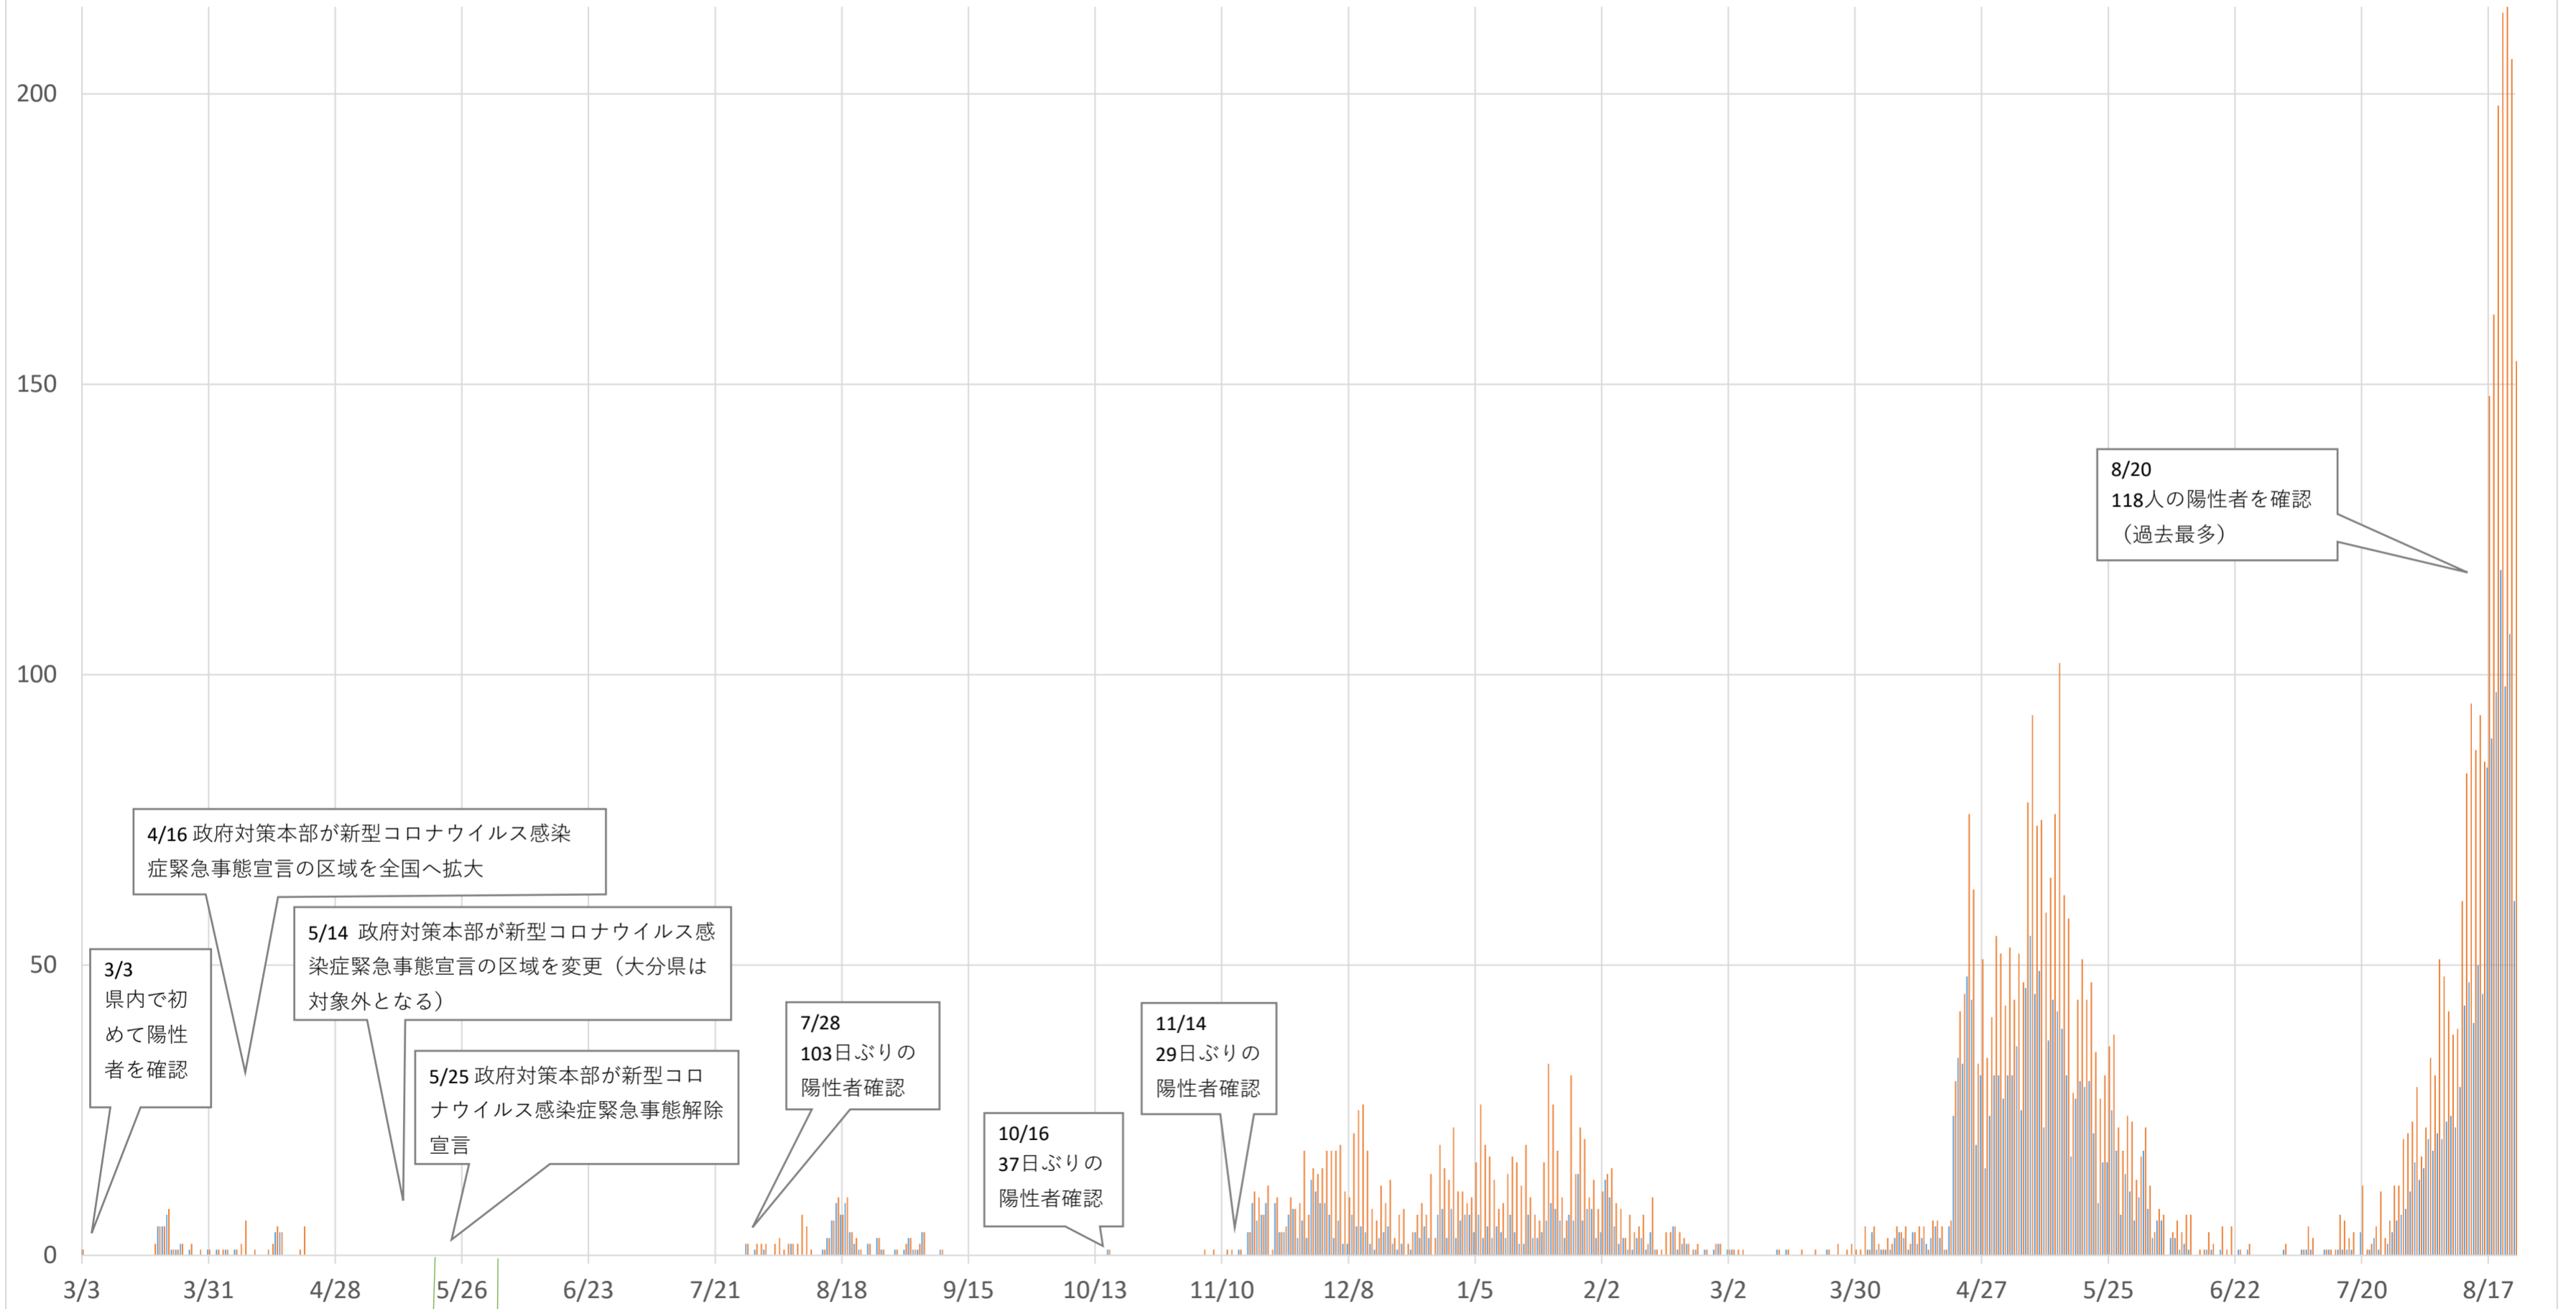 200
150
100
50
0
4/16 政府対策本部が新型コロナウイルス感染
症緊急事態宣言の区域を全国へ拡大
5/14 政府対策本部が新型コロナウイルス感
染症緊急事態宣言の区域を変更（大分県は
対象外となる）
3/3
県内で初
めて陽性
者を確認
5/25 政府対策本部が新型コロ
ナウイルス感染症緊急事態解除
宣言
7/28
103日ぶりの
陽性者確認
10/16
37日ぶりの
陽性者確認
11/14
29日ぶりの
陽性者確認
8/20
118人の陽性者を確認
（過去最多）
3/3 3/31 4/28 5/26 6/23 7/21 8/18 9/15 10/13 11/10 12/8 1/5 2/2 3/2 3/30 4/27 5/25 6/22 7/20 8/17